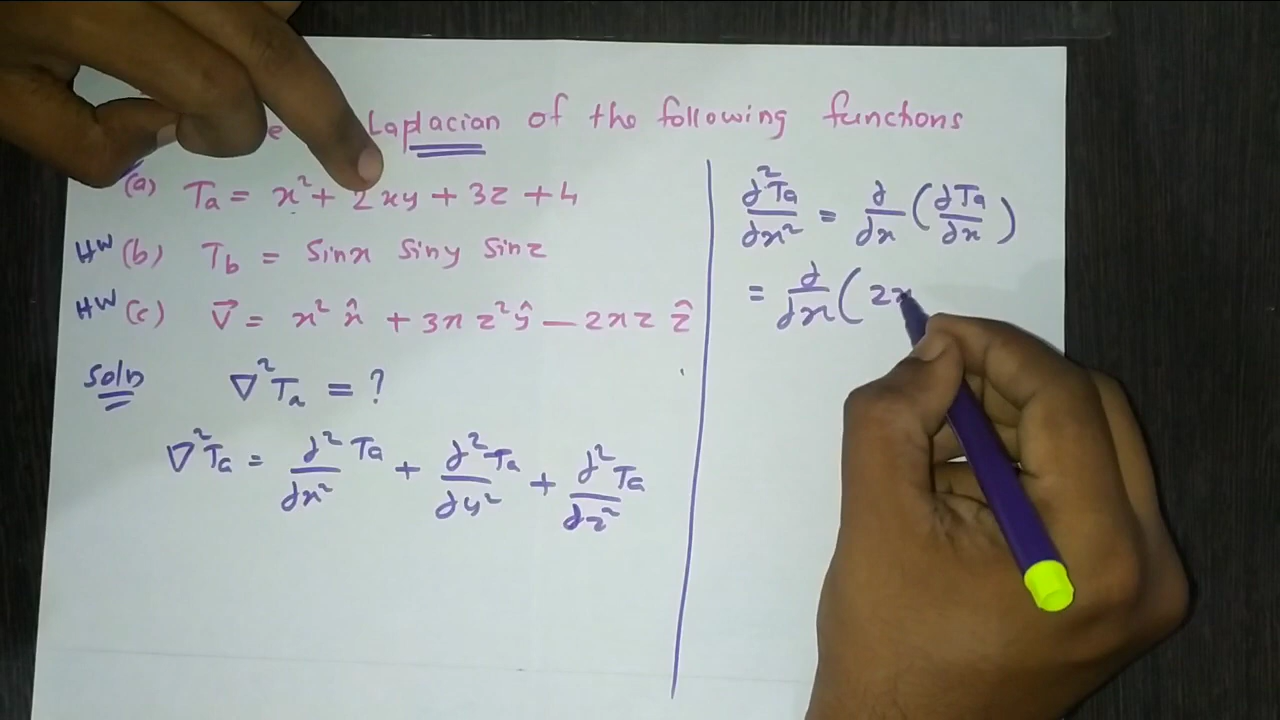 Laplacian of the following functions
(a) Ta = x² + 2xy + 3z + 4
HW (b) T_b = Sinx Siny Sinz
HW (c) V⃗ = x² x̂ + 3xz² ŷ − 2xz ẑ
Soln ∇²Ta = ?
∇²Ta = ∂²Ta/∂x² + ∂²Ta/∂y² + ∂²Ta/∂z²
∂²Ta/∂x² = ∂/∂x (∂Ta/∂x)
= ∂/∂x (2x